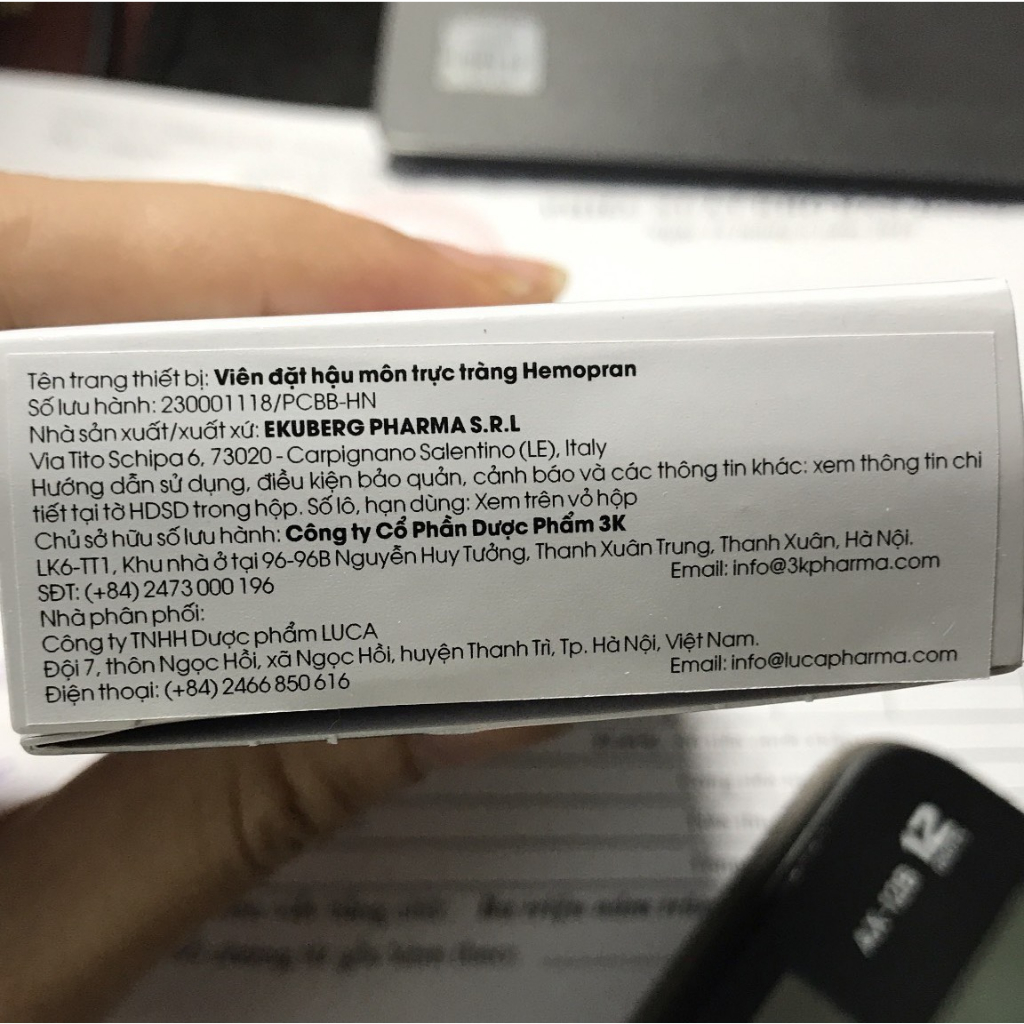 Tên trang thiết bị: Viên đặt hậu môn trực tràng Hemopran
Số lưu hành: 230001118/PCBB-HN
Nhà sản xuất/xuất xứ: EKUBERG PHARMA S.R.L
Via Tito Schipa 6, 73020 - Carpignano Salentino (LE), Italy
Hướng dẫn sử dụng, điều kiện bảo quản, cảnh báo và các thông tin khác: xem thông tin chi
tiết tại tờ HDSD trong hộp. Số lô, hạn dùng: Xem trên vỏ hộp
Chủ sở hữu số lưu hành: Công ty Cổ Phần Dược Phẩm 3K
LK6-TT1, Khu nhà ở tại 96-96B Nguyễn Huy Tưởng, Thanh Xuân Trung, Thanh Xuân, Hà Nội.
SĐT: (+84) 2473 000 196 Email: info@3kpharma.com
Nhà phân phối:
Công ty TNHH Dược phẩm LUCA
Đội 7, thôn Ngọc Hồi, xã Ngọc Hồi, huyện Thanh Trì, Tp. Hà Nội, Việt Nam.
Điện thoại: (+84) 2466 850 616 Email: info@lucapharma.com
12